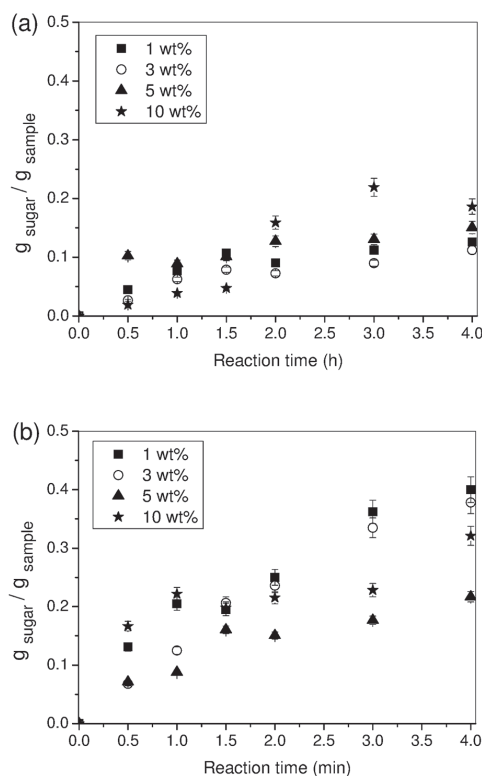 (a)
0.5
1 wt%
3 wt%
5 wt%
10 wt%
0.4
0.3
0.2
0.1
0.0
g sugar / g sample
0.0 0.5 1.0 1.5 2.0 2.5 3.0 3.5 4.0
Reaction time (h)
(b)
0.5
1 wt%
3 wt%
5 wt%
10 wt%
0.4
0.3
0.2
0.1
0.0
g sugar / g sample
0.0 0.5 1.0 1.5 2.0 2.5 3.0 3.5 4.0
Reaction time (min)